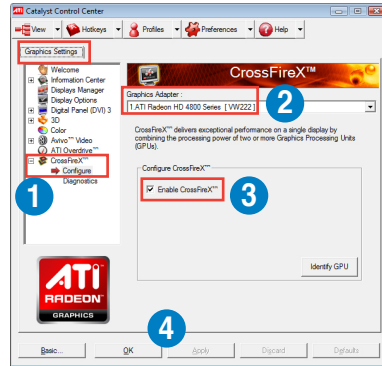 Catalyst Control Center
View Hotkeys Profiles Preferences Help
Graphics Settings
Welcome
Information Center
Displays Manager
Display Options
Digital Panel (DVI) 3
3D
Color
Avivo™ Video
ATI Overdrive™
CrossFireX™
Configure
Diagnostics
1
ATI
RADEON
GRAPHICS
CrossFireX™
Graphics Adapter :
1.ATI Radeon HD 4800 Series [ VW222 ]
2
CrossFireX™ delivers exceptional perfomance on a single display by
combining the processing power of two or more Graphics Processing Units
(GPUs).
Configure CrossFireX™
Enable CrossFireX™
3
Identify GPU
4
Basic... OK Apply Discard Defaults